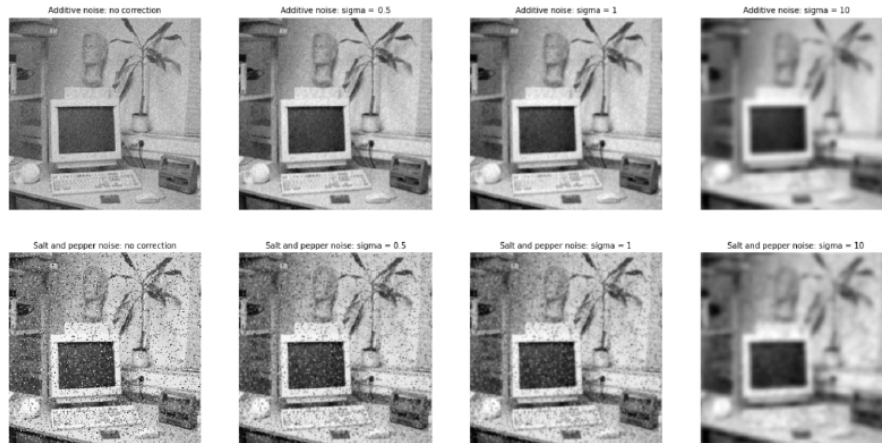 Additive noise: no correction
Additive noise: sigma = 0.5
Additive noise: sigma = 1
Additive noise: sigma = 10
Salt and pepper noise: no correction
Salt and pepper noise: sigma = 0.5
Salt and pepper noise: sigma = 1
Salt and pepper noise: sigma = 10